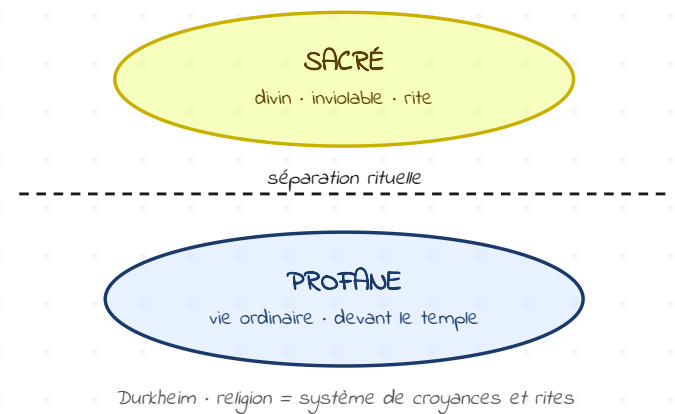 SACRÉ
divin · inviolable · rite
séparation rituelle
PROFANE
vie ordinaire · devant le temple
Durkheim · religion = système de croyances et rites